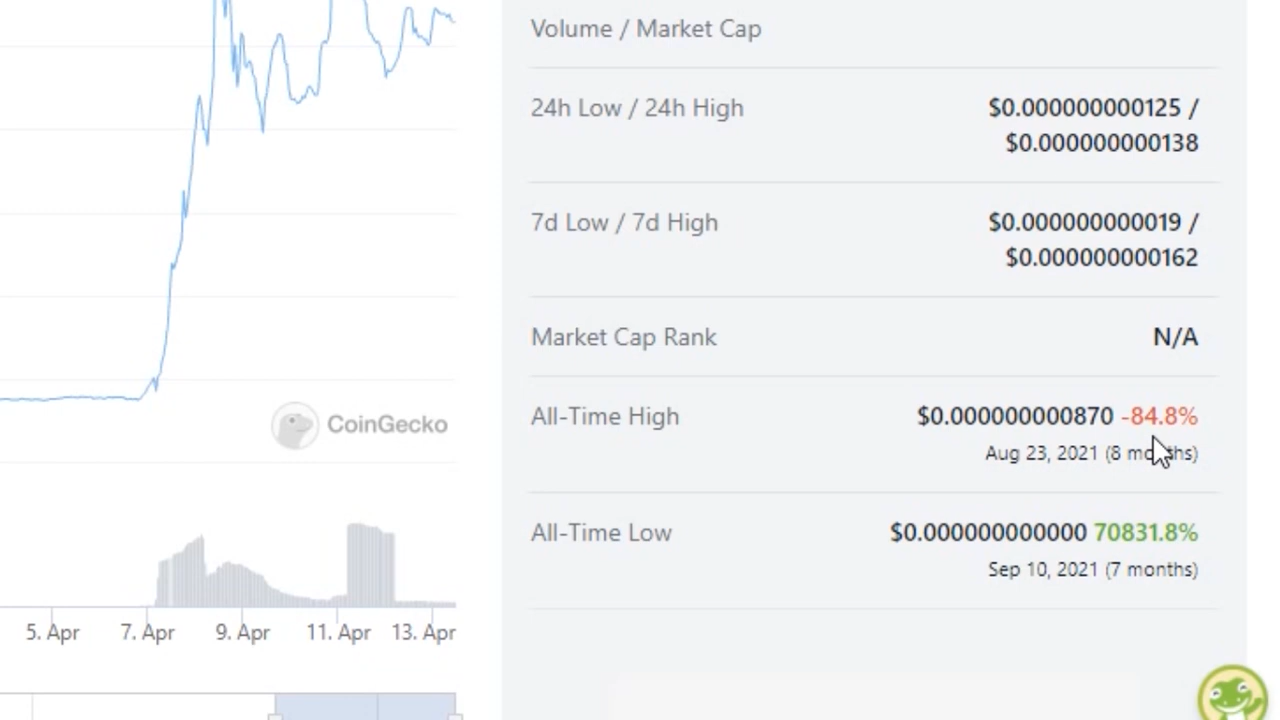 Volume / Market Cap
24h Low / 24h High
$0.000000000125 /
$0.000000000138
7d Low / 7d High
$0.000000000019 /
$0.000000000162
Market Cap Rank
N/A
All-Time High
$0.000000000870 -84.8%
Aug 23, 2021 (8 months)
All-Time Low
$0.000000000000 70831.8%
Sep 10, 2021 (7 months)
CoinGecko
5. Apr
7. Apr
9. Apr
11. Apr
13. Apr